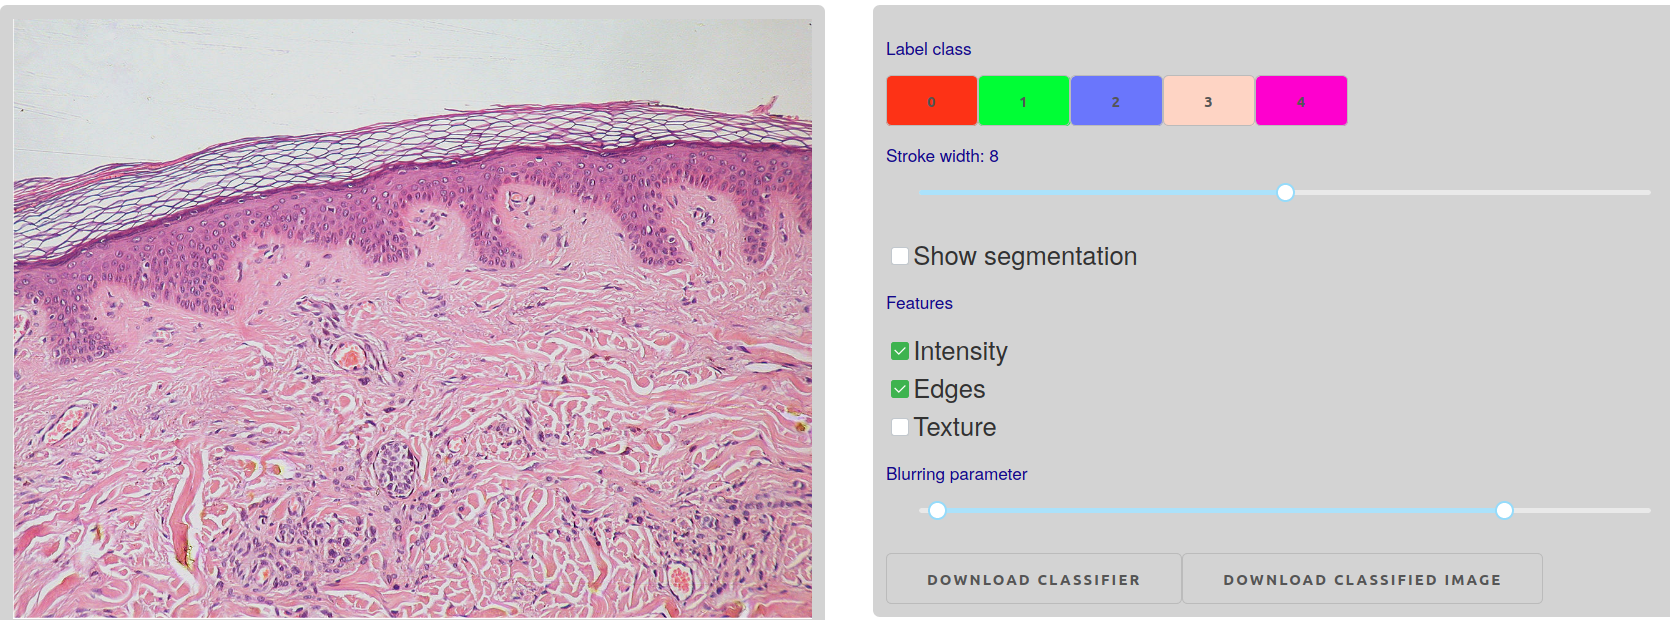 Label class
0 1 2 3 4
Stroke width: 8
Show segmentation
Features
Intensity
Edges
Texture
Blurring parameter
DOWNLOAD CLASSIFIER DOWNLOAD CLASSIFIED IMAGE